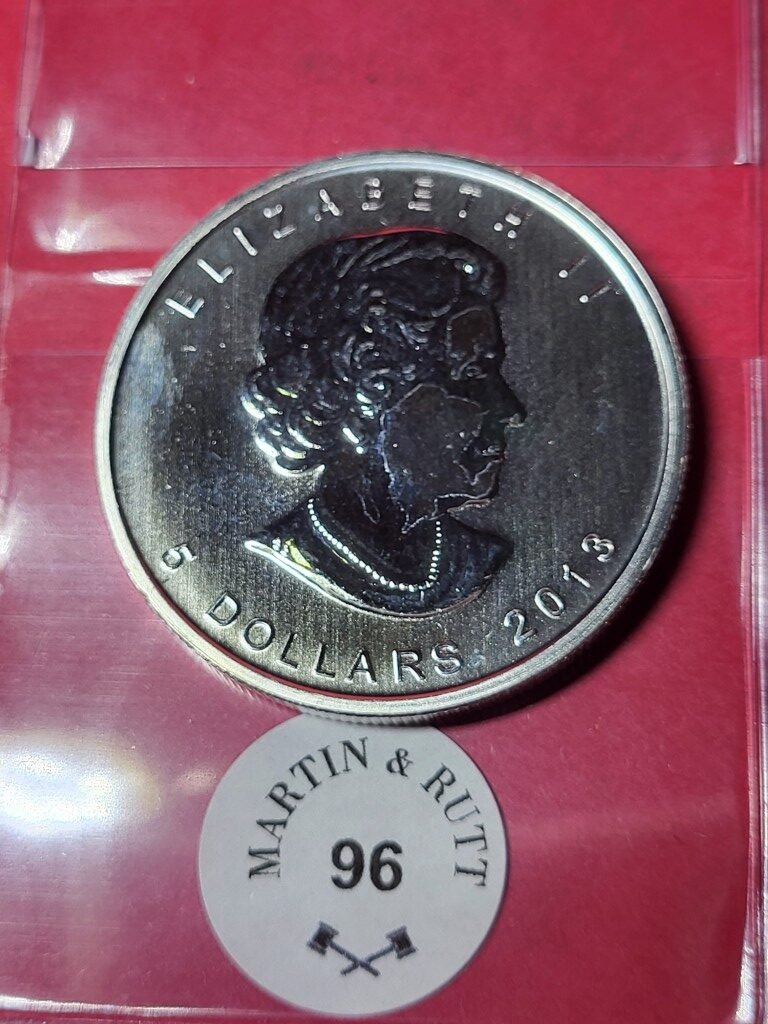 ELIZABETH II
5 DOLLARS 2013
MARTIN & RUTT
96